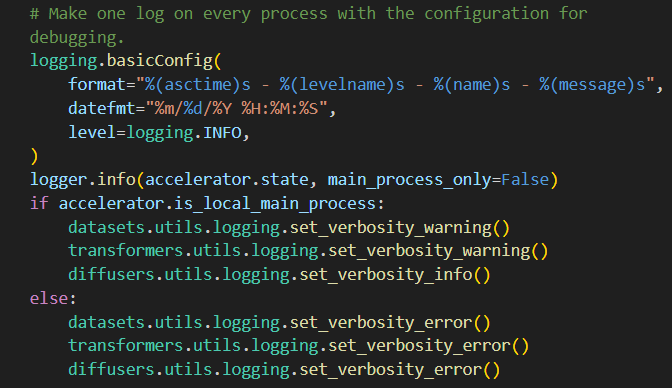 # Make one log on every process with the configuration for
debugging.
logging.basicConfig(
    format="%(asctime)s - %(levelname)s - %(name)s - %(message)s",
    datefmt="%m/%d/%Y %H:%M:%S",
    level=logging.INFO,
)
logger.info(accelerator.state, main_process_only=False)
if accelerator.is_local_main_process:
    datasets.utils.logging.set_verbosity_warning()
    transformers.utils.logging.set_verbosity_warning()
    diffusers.utils.logging.set_verbosity_info()
else:
    datasets.utils.logging.set_verbosity_error()
    transformers.utils.logging.set_verbosity_error()
    diffusers.utils.logging.set_verbosity_error()